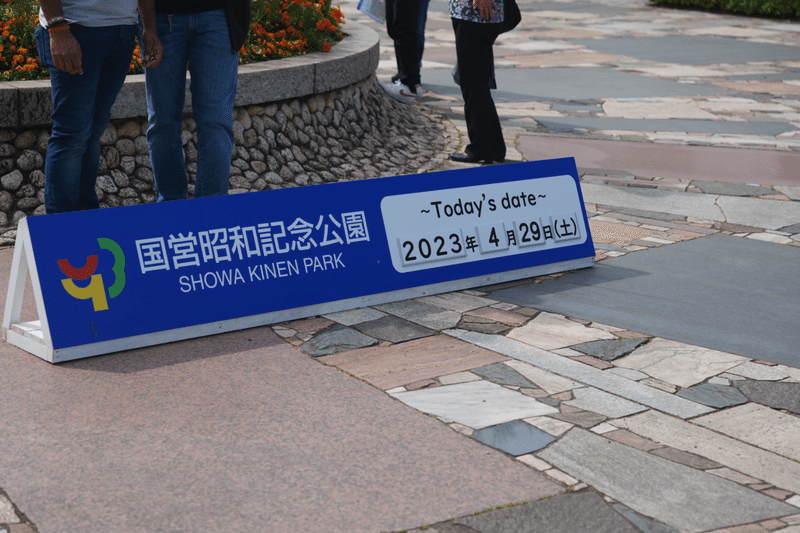 国営昭和記念公園
SHOWA KINEN PARK
~Today's date~
2023年 4月29日(土)